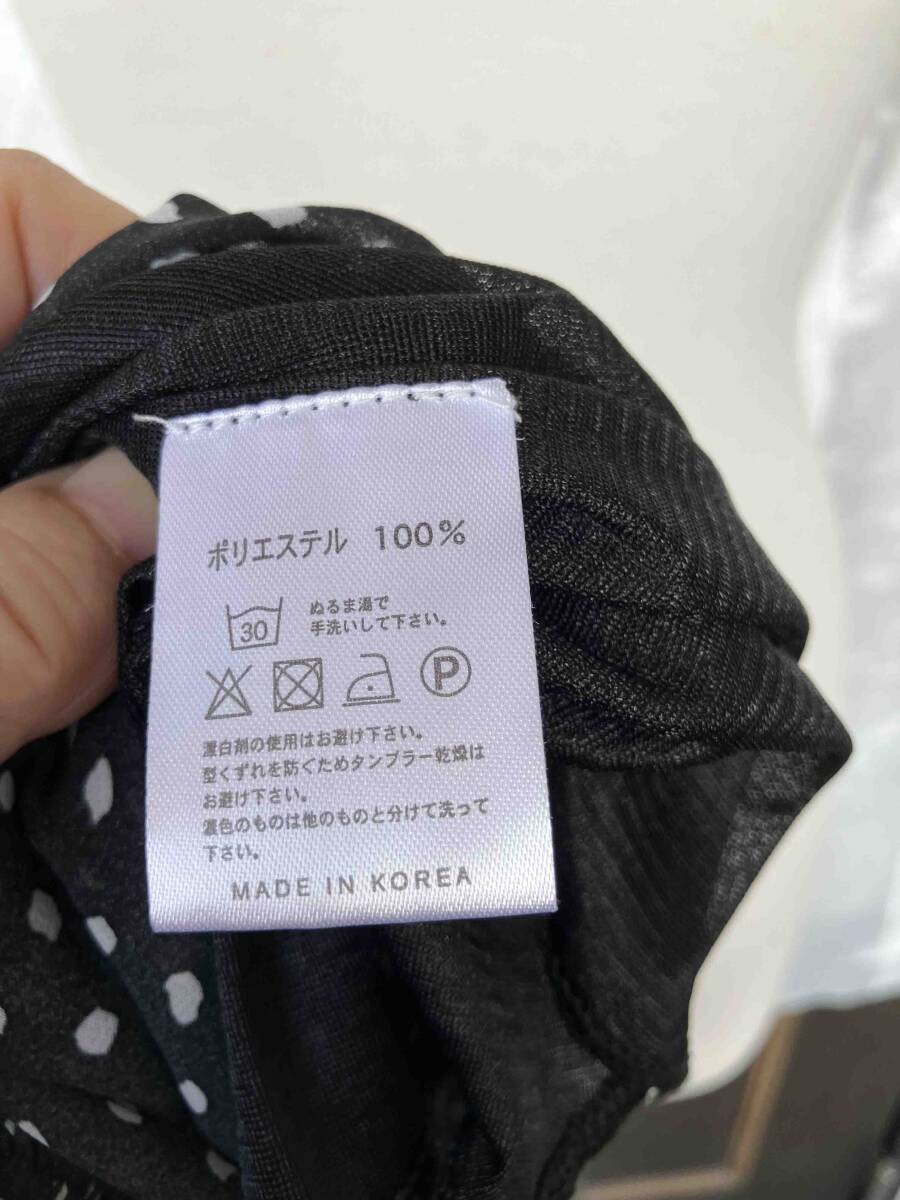 ポリエステル 100%
30 ぬるま湯で
手洗いして下さい。
P
漂白剤の使用はお避け下さい。
型くずれを防ぐためタンブラー乾燥は
お避け下さい。
濃色のものは他のものと分けて洗って
下さい。
MADE IN KOREA